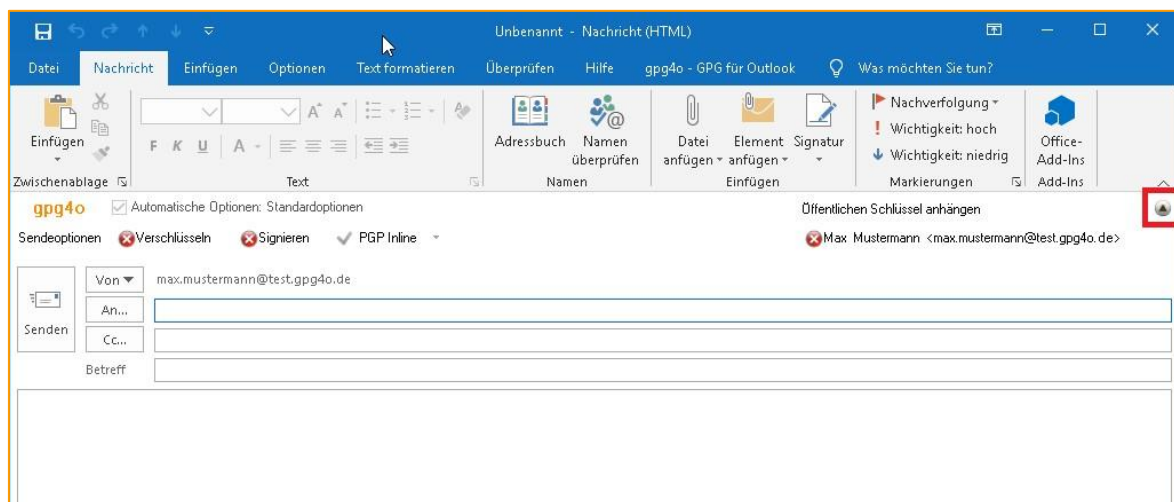 Unbenannt - Nachricht (HTML)
Datei Nachricht Einfügen Optionen Text formatieren Überprüfen Hilfe gpg4o - GPG für Outlook Was möchten Sie tun?
Einfügen
F K U A
A A
Adressbuch Namen überprüfen
Datei anfügen Element anfügen Signatur
Nachverfolgung
Wichtigkeit: hoch
Wichtigkeit: niedrig
Office-Add-Ins
Zwischenablage Text Namen Einfügen Markierungen Add-Ins
gpg4o Automatische Optionen: Standardoptionen Öffentlichen Schlüssel anhängen
Sendeoptionen Verschlüsseln Signieren PGP Inline Max Mustermann <max.mustermann@test.gpg4o.de>
Von max.mustermann@test.gpg4o.de
An...
Senden
Cc...
Betreff